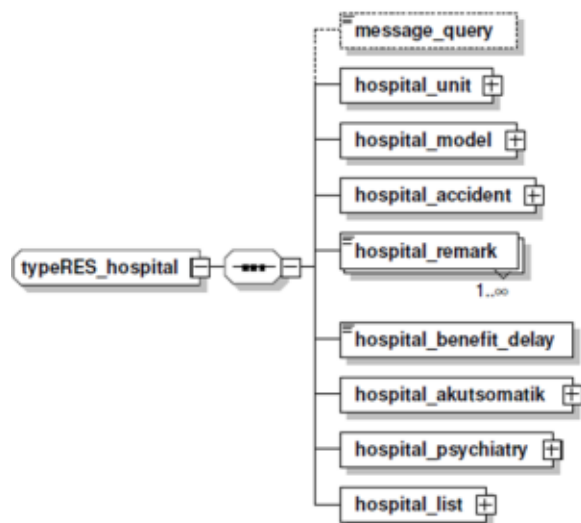 message_query
hospital_unit
hospital_model
hospital_accident
typeRES_hospital
hospital_remark
1..∞
hospital_benefit_delay
hospital_akutsomatik
hospital_psychiatry
hospital_list